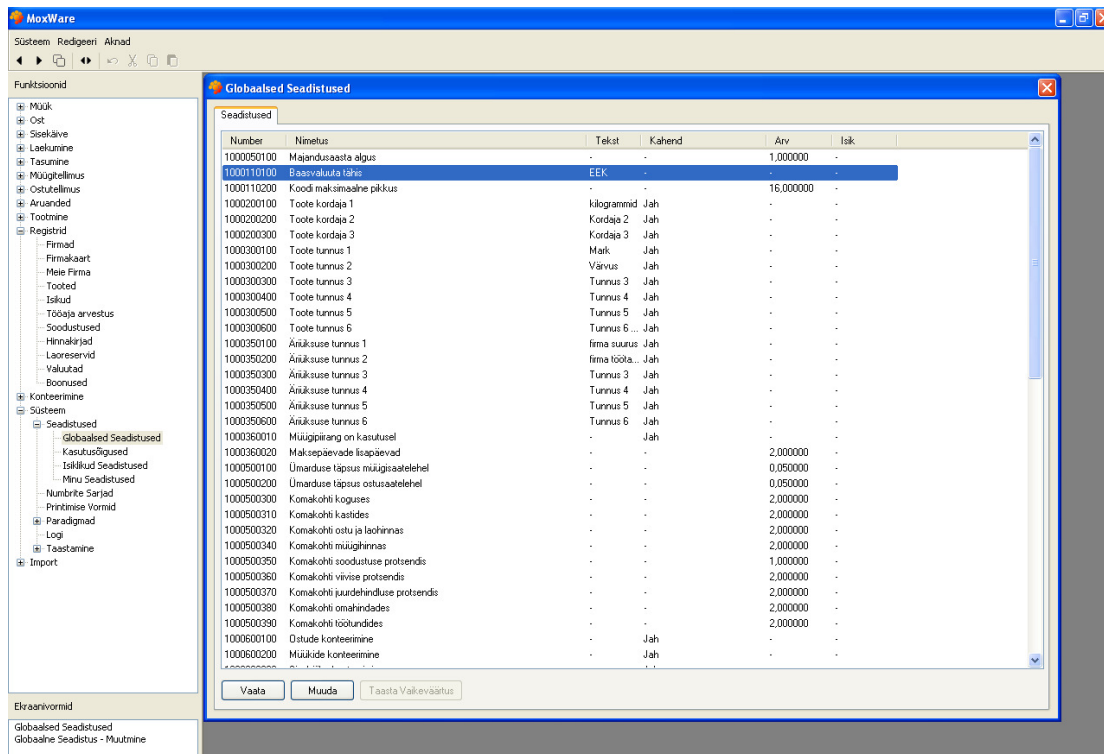 MoxWare
Süsteem Redigeeri Aknad
Funktsioonid
Müük
Ost
Sisekäive
Laekumine
Tasumine
Müügitellimus
Ostutellimus
Aruanded
Tootmine
Registrid
Firmad
Firmakaart
Meie Firma
Tooted
Isikud
Tööaja arvestus
Soodustused
Hinnakirjad
Laoreservid
Valuutad
Boonused
Konteerimine
Süsteem
Seadistused
Globaalsed Seadistused
Kasutusõigused
Isiklikud Seadistused
Minu Seadistused
Numbrite Sarjad
Printimise Vormid
Paradigmad
Logi
Taastamine
Import
Ekraanivormid
Globaalsed Seadistused
Globaalne Seadistus - Muutmine
Globaalsed Seadistused
Seadistused
Number Nimetus Tekst Kahend Arv Isik
1000050100 Majandusaasta algus - - 1,000000 -
1000110100 Baasvaluuta tähis EEK - - -
1000110200 Koodi maksimaalne pikkus - - 16,000000 -
1000200100 Toote kordaja 1 kilogrammid Jah - -
1000200200 Toote kordaja 2 Kordaja 2 Jah - -
1000200300 Toote kordaja 3 Kordaja 3 Jah - -
1000300100 Toote tunnus 1 Mark Jah - -
1000300200 Toote tunnus 2 Värvus Jah - -
1000300300 Toote tunnus 3 Tunnus 3 Jah - -
1000300400 Toote tunnus 4 Tunnus 4 Jah - -
1000300500 Toote tunnus 5 Tunnus 5 Jah - -
1000300600 Toote tunnus 6 Tunnus 6 ... Jah - -
1000350100 Äriüksuse tunnus 1 firma suurus Jah - -
1000350200 Äriüksuse tunnus 2 firma tööta... Jah - -
1000350300 Äriüksuse tunnus 3 Tunnus 3 Jah - -
1000350400 Äriüksuse tunnus 4 Tunnus 4 Jah - -
1000350500 Äriüksuse tunnus 5 Tunnus 5 Jah - -
1000350600 Äriüksuse tunnus 6 Tunnus 6 Jah - -
1000360010 Müügipiirang on kasutusel - Jah - -
1000360020 Maksepäevade lisapäevad - - 2,000000 -
1000500100 Ümarduse täpsus müügisaatelehel - - 0,050000 -
1000500200 Ümarduse täpsus ostusaatelehel - - 0,050000 -
1000500300 Komakohti koguses - - 2,000000 -
1000500310 Komakohti kastides - - 2,000000 -
1000500320 Komakohti ostu ja laohinnas - - 2,000000 -
1000500340 Komakohti müügihinnas - - 2,000000 -
1000500350 Komakohti soodustuse protsendis - - 1,000000 -
1000500360 Komakohti viivise protsendis - - 2,000000 -
1000500370 Komakohti juurdehindluse protsendis - - 2,000000 -
1000500380 Komakohti omahindades - - 2,000000 -
1000500390 Komakohti töötundides - - 2,000000 -
1000600100 Ostude konteerimine - Jah - -
1000600200 Müükide konteerimine - Jah - -
Vaata Muuda Taasta Vaikeväärtus